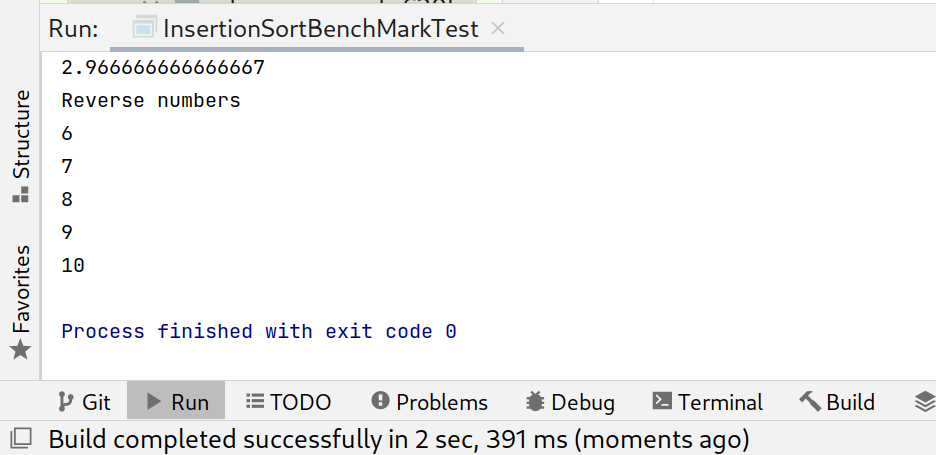 Run: InsertionSortBenchMarkTest
2.966666666666667
Reverse numbers
6
7
8
9
10
Process finished with exit code 0
Structure
Favorites
Git Run TODO Problems Debug Terminal Build
Build completed successfully in 2 sec, 391 ms (moments ago)